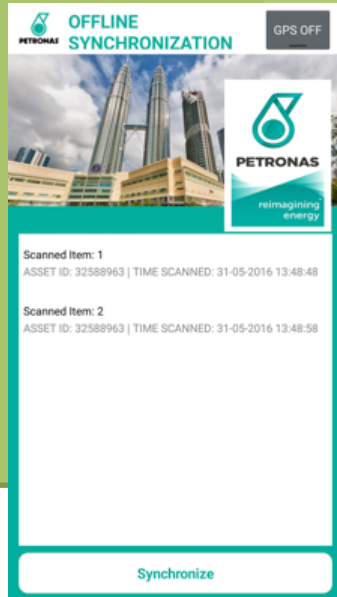 PETRONAS
OFFLINE
SYNCHRONIZATION
GPS OFF
PETRONAS
reimagining
energy
Scanned Item: 1
ASSET ID: 32588963 | TIME SCANNED: 31-05-2016 13:48:48
Scanned Item: 2
ASSET ID: 32588963 | TIME SCANNED: 31-05-2016 13:48:58
Synchronize